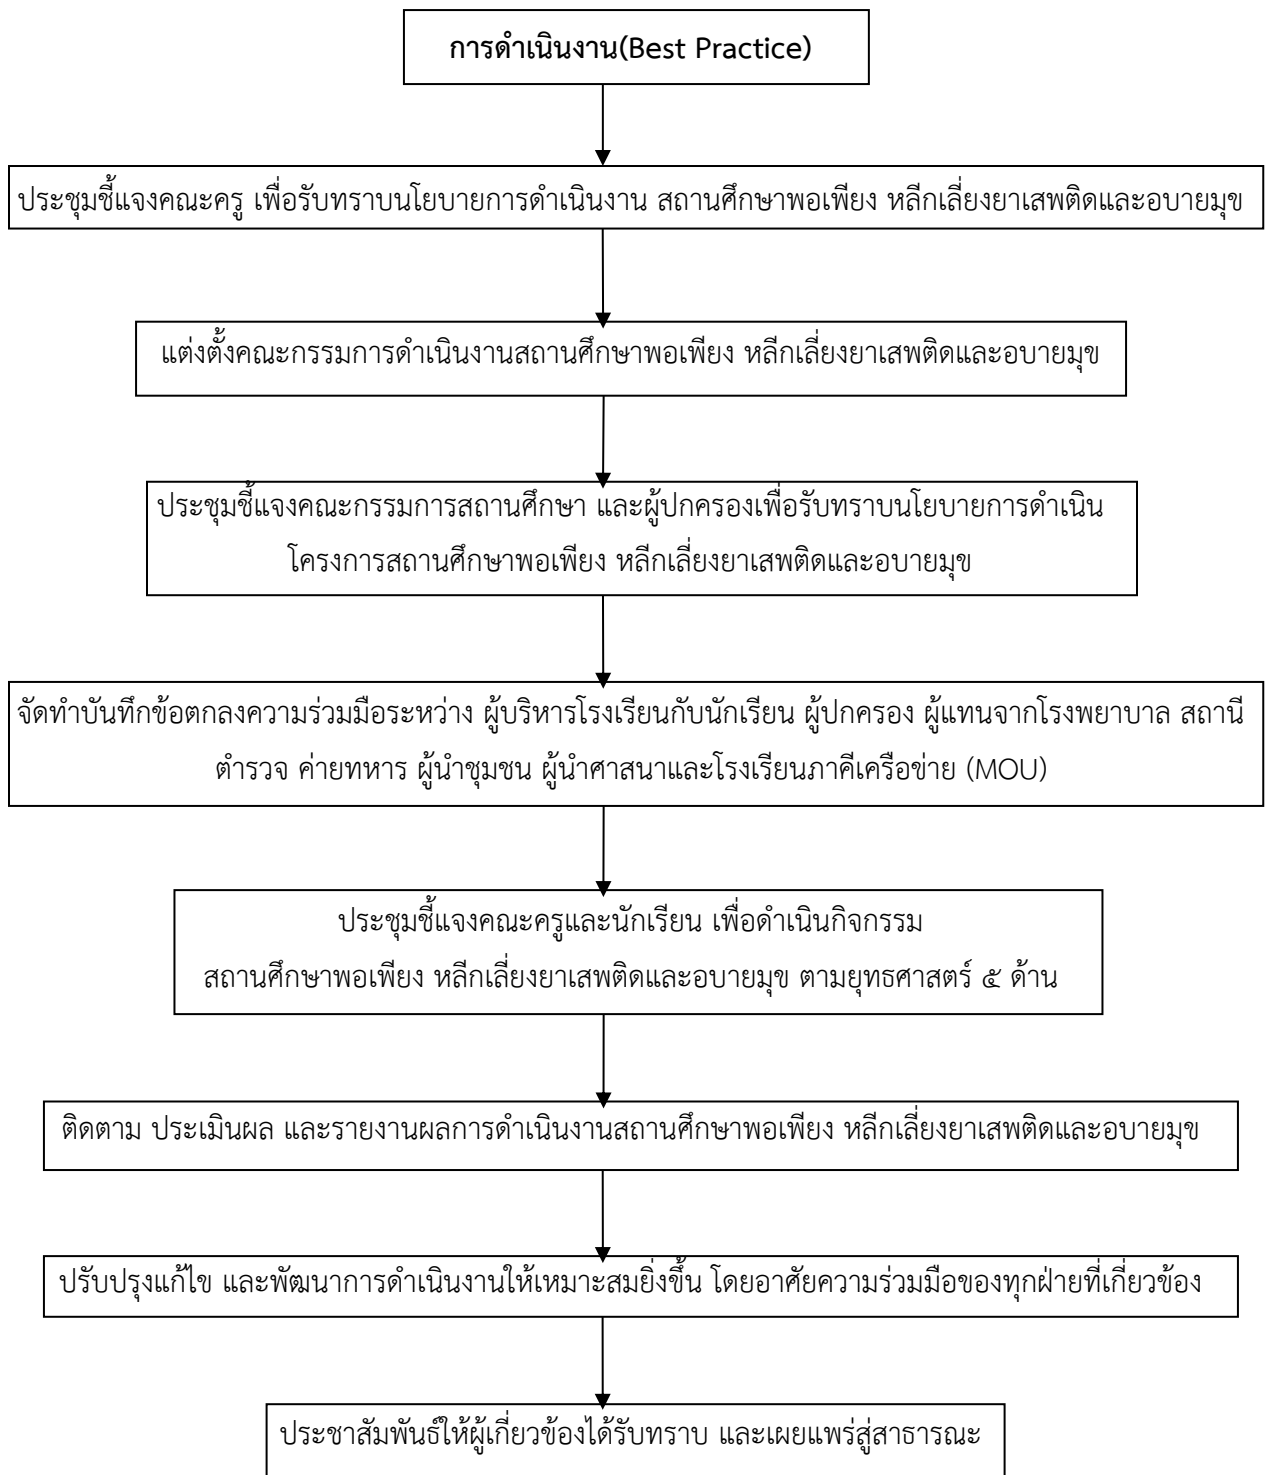 การดำเนินงาน(Best Practice)
ประชุมชี้แจงคณะครู เพื่อรับทราบนโยบายการดำเนินงาน สถานศึกษาพอเพียง หลีกเลี่ยงยาเสพติดและอบายมุข
แต่งตั้งคณะกรรมการดำเนินงานสถานศึกษาพอเพียง หลีกเลี่ยงยาเสพติดและอบายมุข
ประชุมชี้แจงคณะกรรมการสถานศึกษา และผู้ปกครองเพื่อรับทราบนโยบายการดำเนิน
โครงการสถานศึกษาพอเพียง หลีกเลี่ยงยาเสพติดและอบายมุข
จัดทำบันทึกข้อตกลงความร่วมมือระหว่าง ผู้บริหารโรงเรียนกับนักเรียน ผู้ปกครอง ผู้แทนจากโรงพยาบาล สถานี
ตำรวจ ค่ายทหาร ผู้นำชุมชน ผู้นำศาสนาและโรงเรียนภาคีเครือข่าย (MOU)
ประชุมชี้แจงคณะครูและนักเรียน เพื่อดำเนินกิจกรรม
สถานศึกษาพอเพียง หลีกเลี่ยงยาเสพติดและอบายมุข ตามยุทธศาสตร์ ๕ ด้าน
ติดตาม ประเมินผล และรายงานผลการดำเนินงานสถานศึกษาพอเพียง หลีกเลี่ยงยาเสพติดและอบายมุข
ปรับปรุงแก้ไข และพัฒนาการดำเนินงานให้เหมาะสมยิ่งขึ้น โดยอาศัยความร่วมมือของทุกฝ่ายที่เกี่ยวข้อง
ประชาสัมพันธ์ให้ผู้เกี่ยวข้องได้รับทราบ และเผยแพร่สู่สาธารณะ